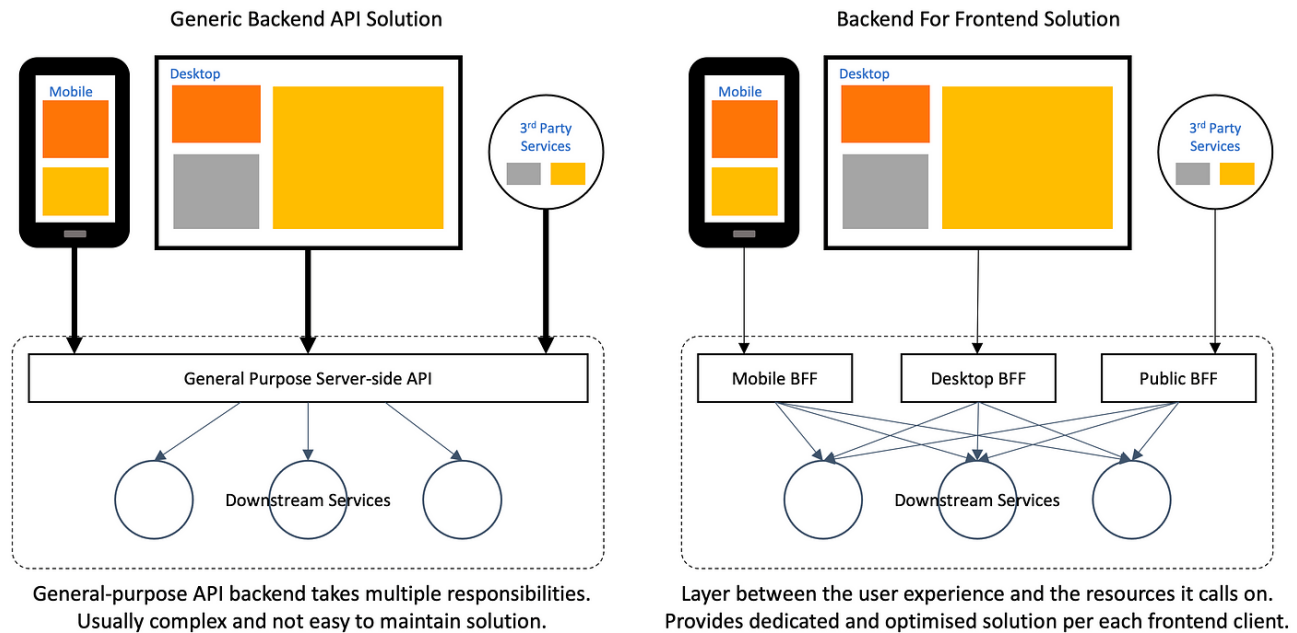 Generic Backend API Solution
Mobile
Desktop
3rd Party
Services
General Purpose Server-side API
Downstream Services
General-purpose API backend takes multiple responsibilities.
Usually complex and not easy to maintain solution.
Backend For Frontend Solution
Mobile
Desktop
3rd Party
Services
Mobile BFF
Desktop BFF
Public BFF
Downstream Services
Layer between the user experience and the resources it calls on.
Provides dedicated and optimised solution per each frontend client.